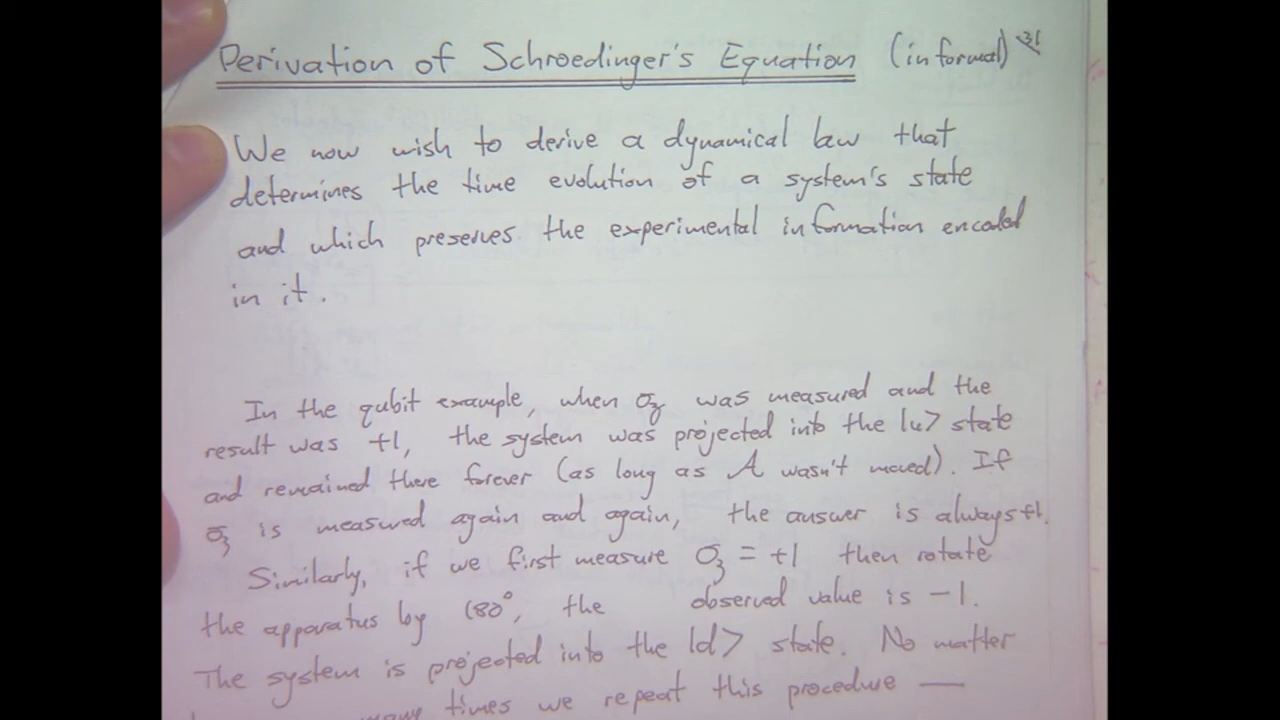 Derivation of Schroedinger's Equation (informal) 31
We now wish to derive a dynamical law that
determines the time evolution of a system's state
and which preserves the experimental information encoded
in it.
In the qubit example, when σz was measured and the
result was +1, the system was projected into the |u> state
and remained there forever (as long as A wasn't moved). If
σz is measured again and again, the answer is always +1.
Similarly, if we first measure σz = +1 then rotate
the apparatus by 180°, the observed value is -1.
The system is projected into the |d> state. No matter
many times we repeat this procedure —